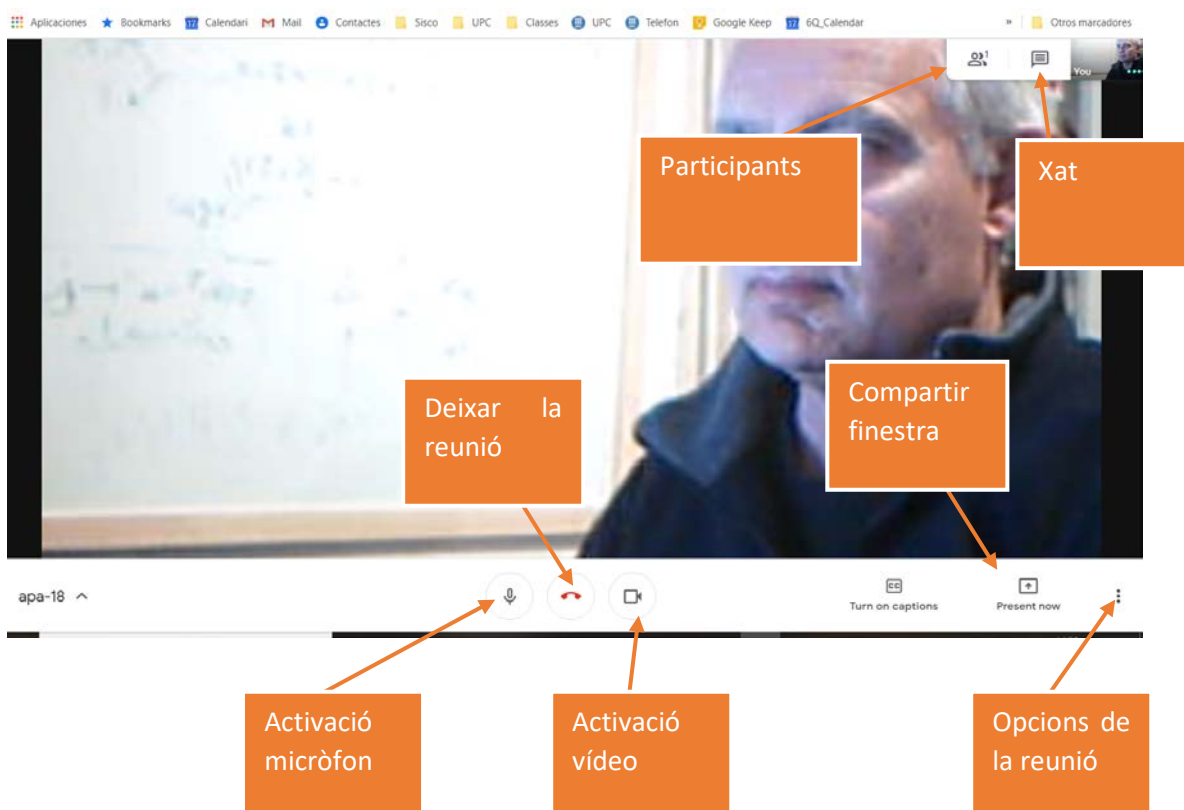 Aplicaciones Bookmarks Calendari Mail Contactes Sisco UPC Classes UPC Telefon Google Keep 6Q_Calendar » Otros marcadores
1
You
Participants
Xat
Deixar la
reunió
Compartir
finestra
apa-18
Turn on captions
Present now
Activació
micròfon
Activació
vídeo
Opcions de
la reunió